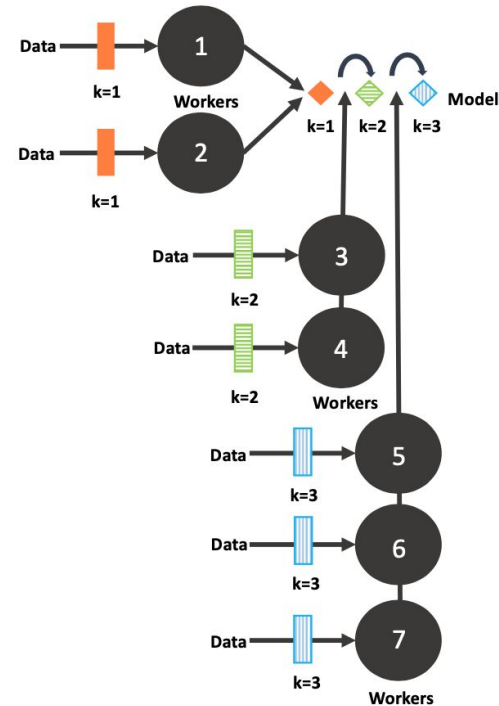 Data
1
k=1
Workers
Data
2
k=1
k=1
k=2
k=3
Model
Data
3
k=2
Data
4
k=2
Workers
Data
5
k=3
Data
6
k=3
Data
7
k=3
Workers